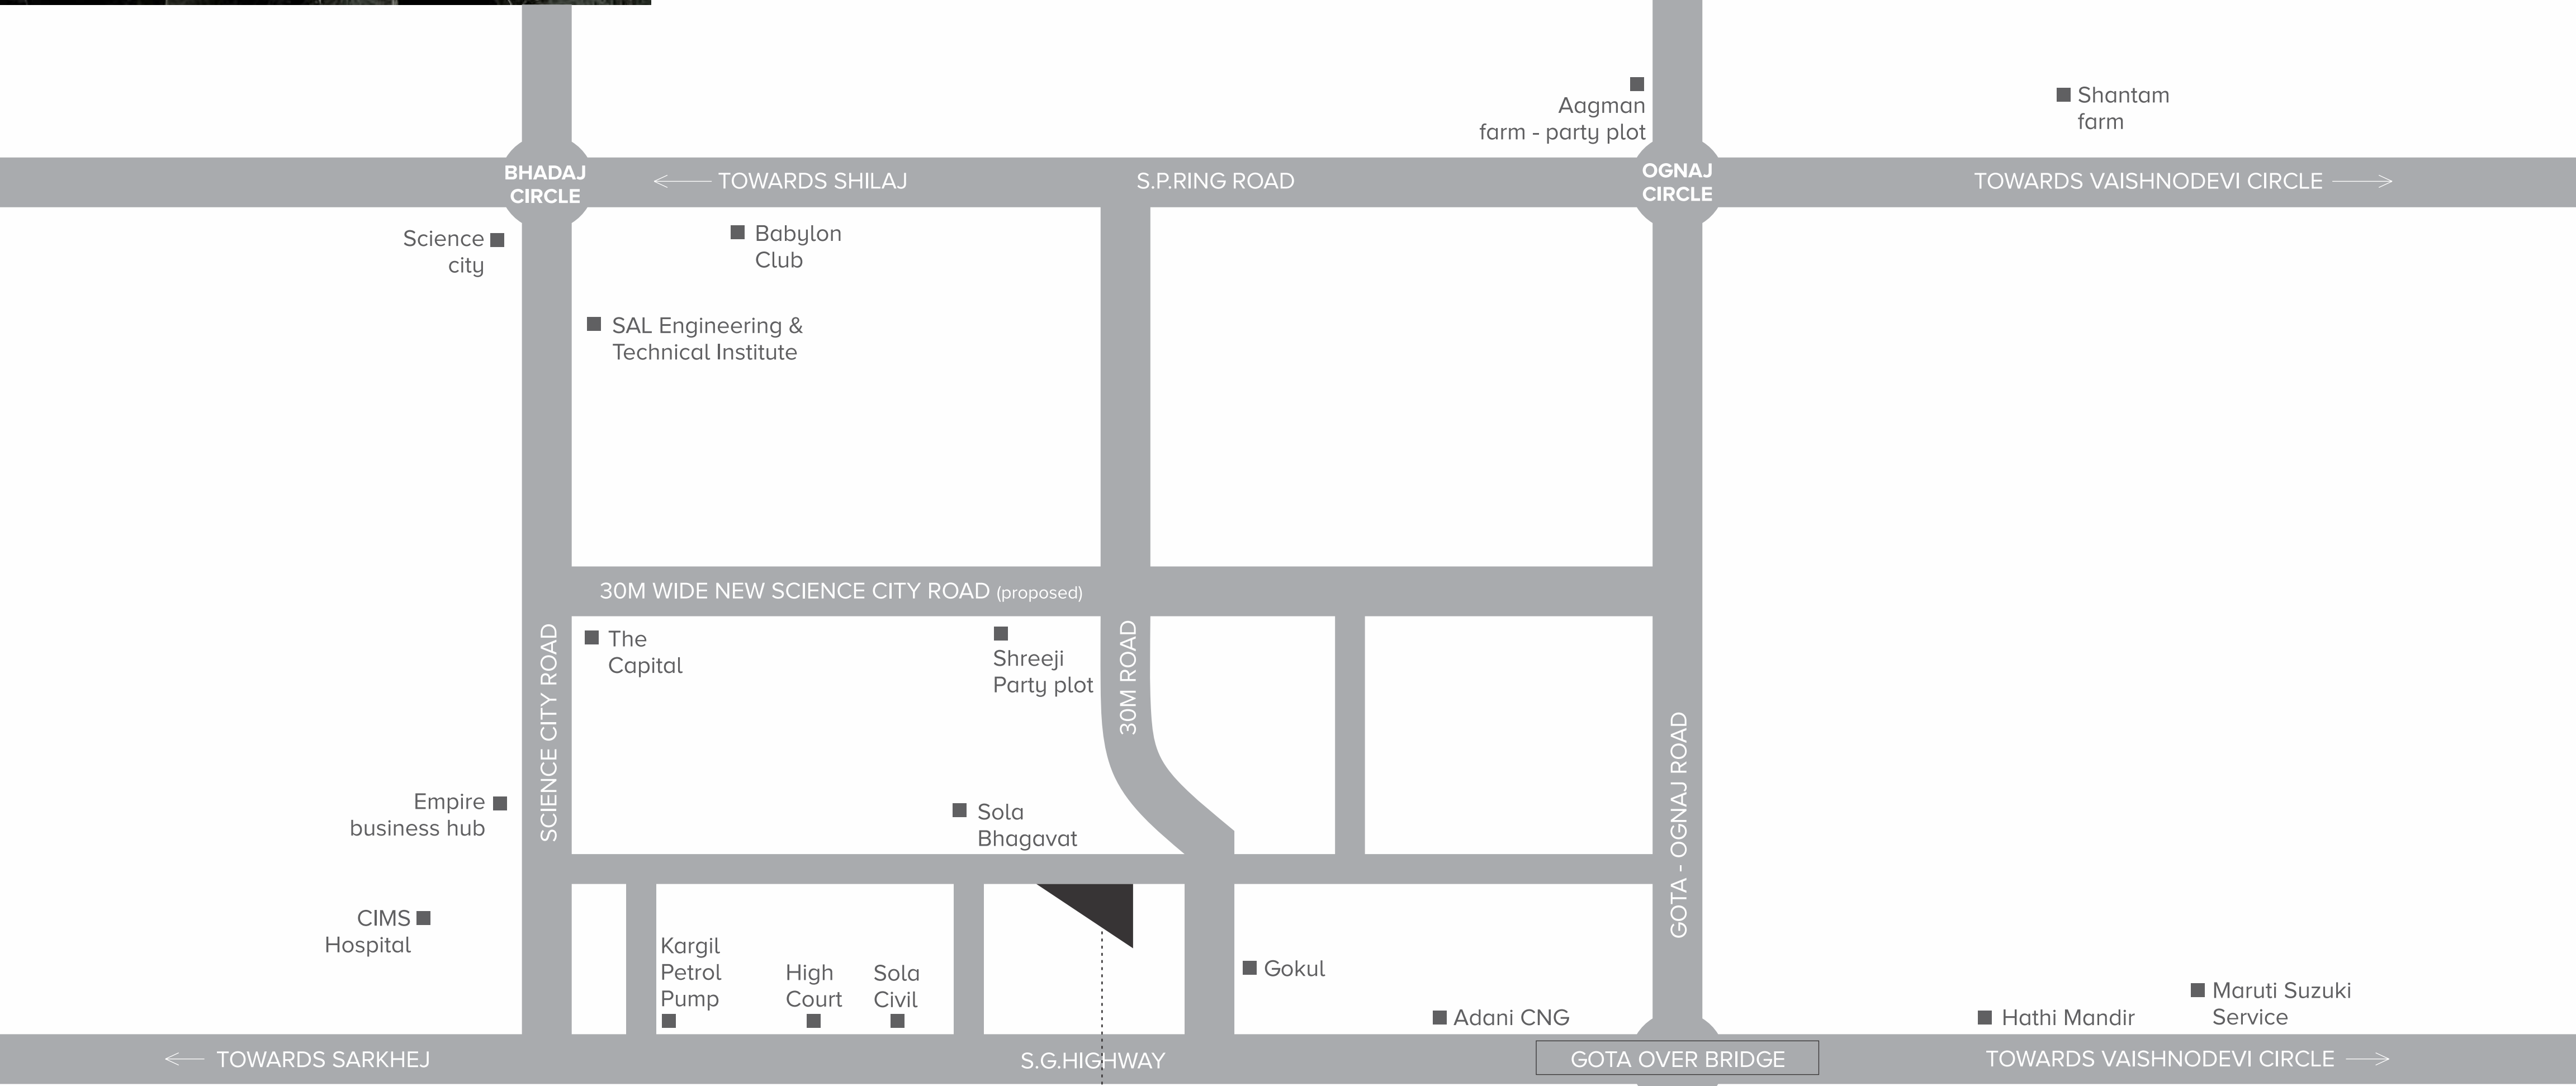 Aagman
farm - party plot
Shantam
farm
BHADAJ
CIRCLE
TOWARDS SHILAJ
S.P.RING ROAD
OGNAJ
CIRCLE
TOWARDS VAISHNODEVI CIRCLE
Science
city
Babylon
Club
SAL Engineering &
Technical Institute
30M WIDE NEW SCIENCE CITY ROAD (proposed)
The
Capital
Shreeji
Party plot
30M ROAD
SCIENCE CITY ROAD
GOTA - OGNAJ ROAD
Empire
business hub
Sola
Bhagavat
CIMS
Hospital
Kargil
Petrol
Pump
High
Court
Sola
Civil
Gokul
Adani CNG
Hathi Mandir
Maruti Suzuki
Service
TOWARDS SARKHEJ
S.G.HIGHWAY
GOTA OVER BRIDGE
TOWARDS VAISHNODEVI CIRCLE